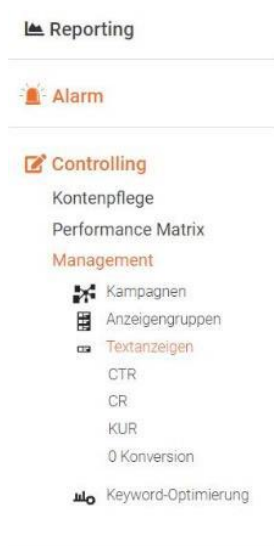 Reporting
Alarm
Controlling
Kontenpflege
Performance Matrix
Management
Kampagnen
Anzeigengruppen
Textanzeigen
CTR
CR
KUR
0 Konversion
Keyword-Optimierung